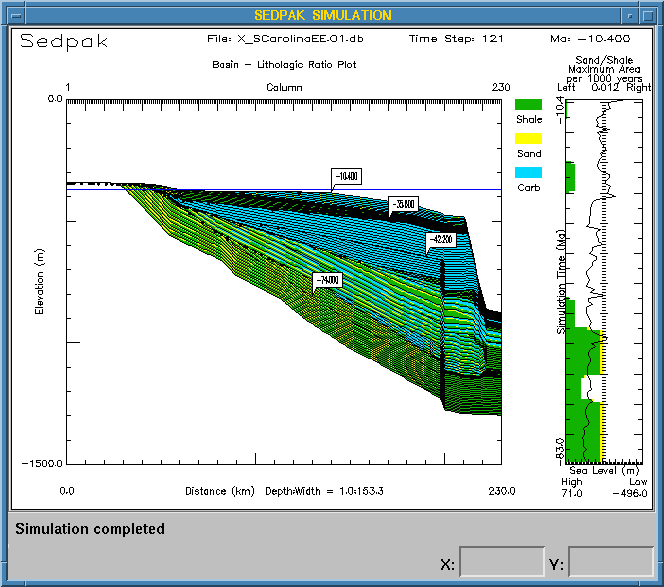 SEDPAK SIMULATION
Sedpak File: X_SCarolinaEE.01.db Time Step: 121 Ma: -10.400
Basin - Lithologic Ratio Plot
Sand/Shale
Maximum Area
per 1000 years
1 Column 230
Left 0.012 Right
0.0
-10.4
Shale
Sand
Carb
-10.400
-35.800
-42.200
-74.000
Elevation (m)
Simulation Time (Ma)
-83.0
-1500.0
Sea Level (m)
0.0 Distance (km) Depth:Width = 1.0:153.3 230.0
High Low
71.0 -496.0
Simulation completed
X: Y: